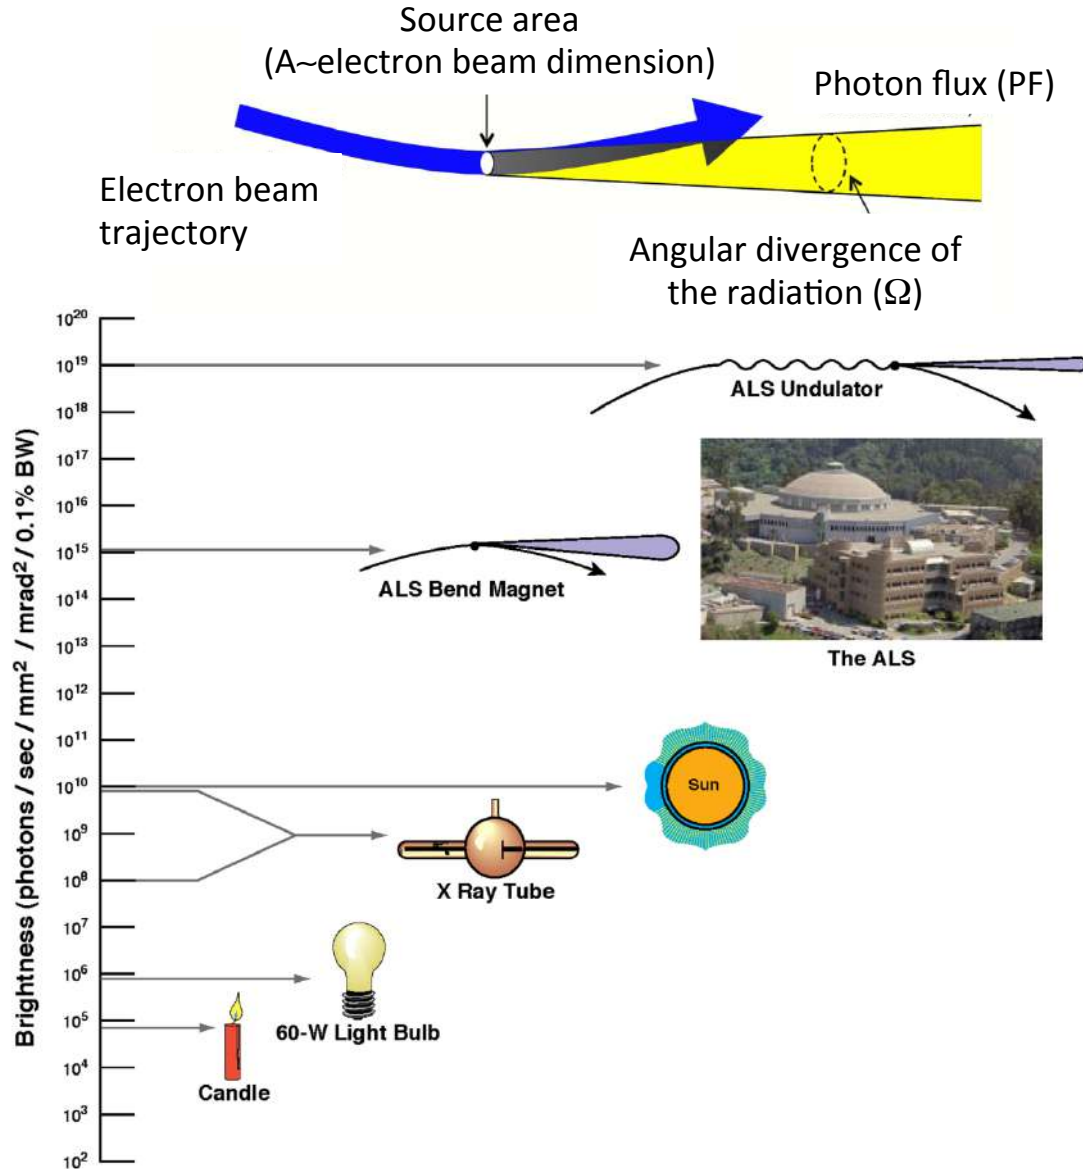 Source area
(A~electron beam dimension)
Photon flux (PF)
Electron beam
trajectory
Angular divergence of
the radiation (Ω)
Brightness (photons / sec / mm² / mrad² / 0.1% BW)
10²⁰
10¹⁹
10¹⁸
10¹⁷
10¹⁶
10¹⁵
10¹⁴
10¹³
10¹²
10¹¹
10¹⁰
10⁹
10⁸
10⁷
10⁶
10⁵
10⁴
10³
10²
ALS Undulator
ALS Bend Magnet
The ALS
Sun
X Ray Tube
60-W Light Bulb
Candle